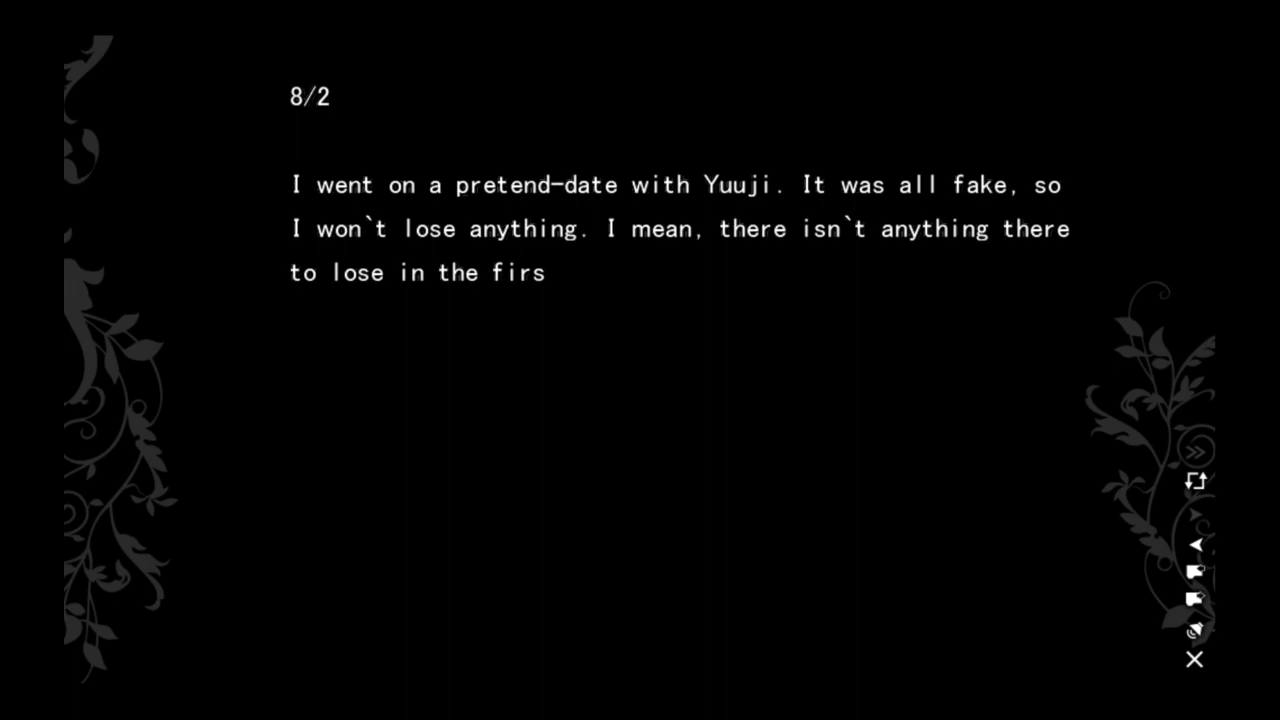 8/2
I went on a pretend-date with Yuuji. It was all fake, so
I won`t lose anything. I mean, there isn`t anything there
to lose in the firs